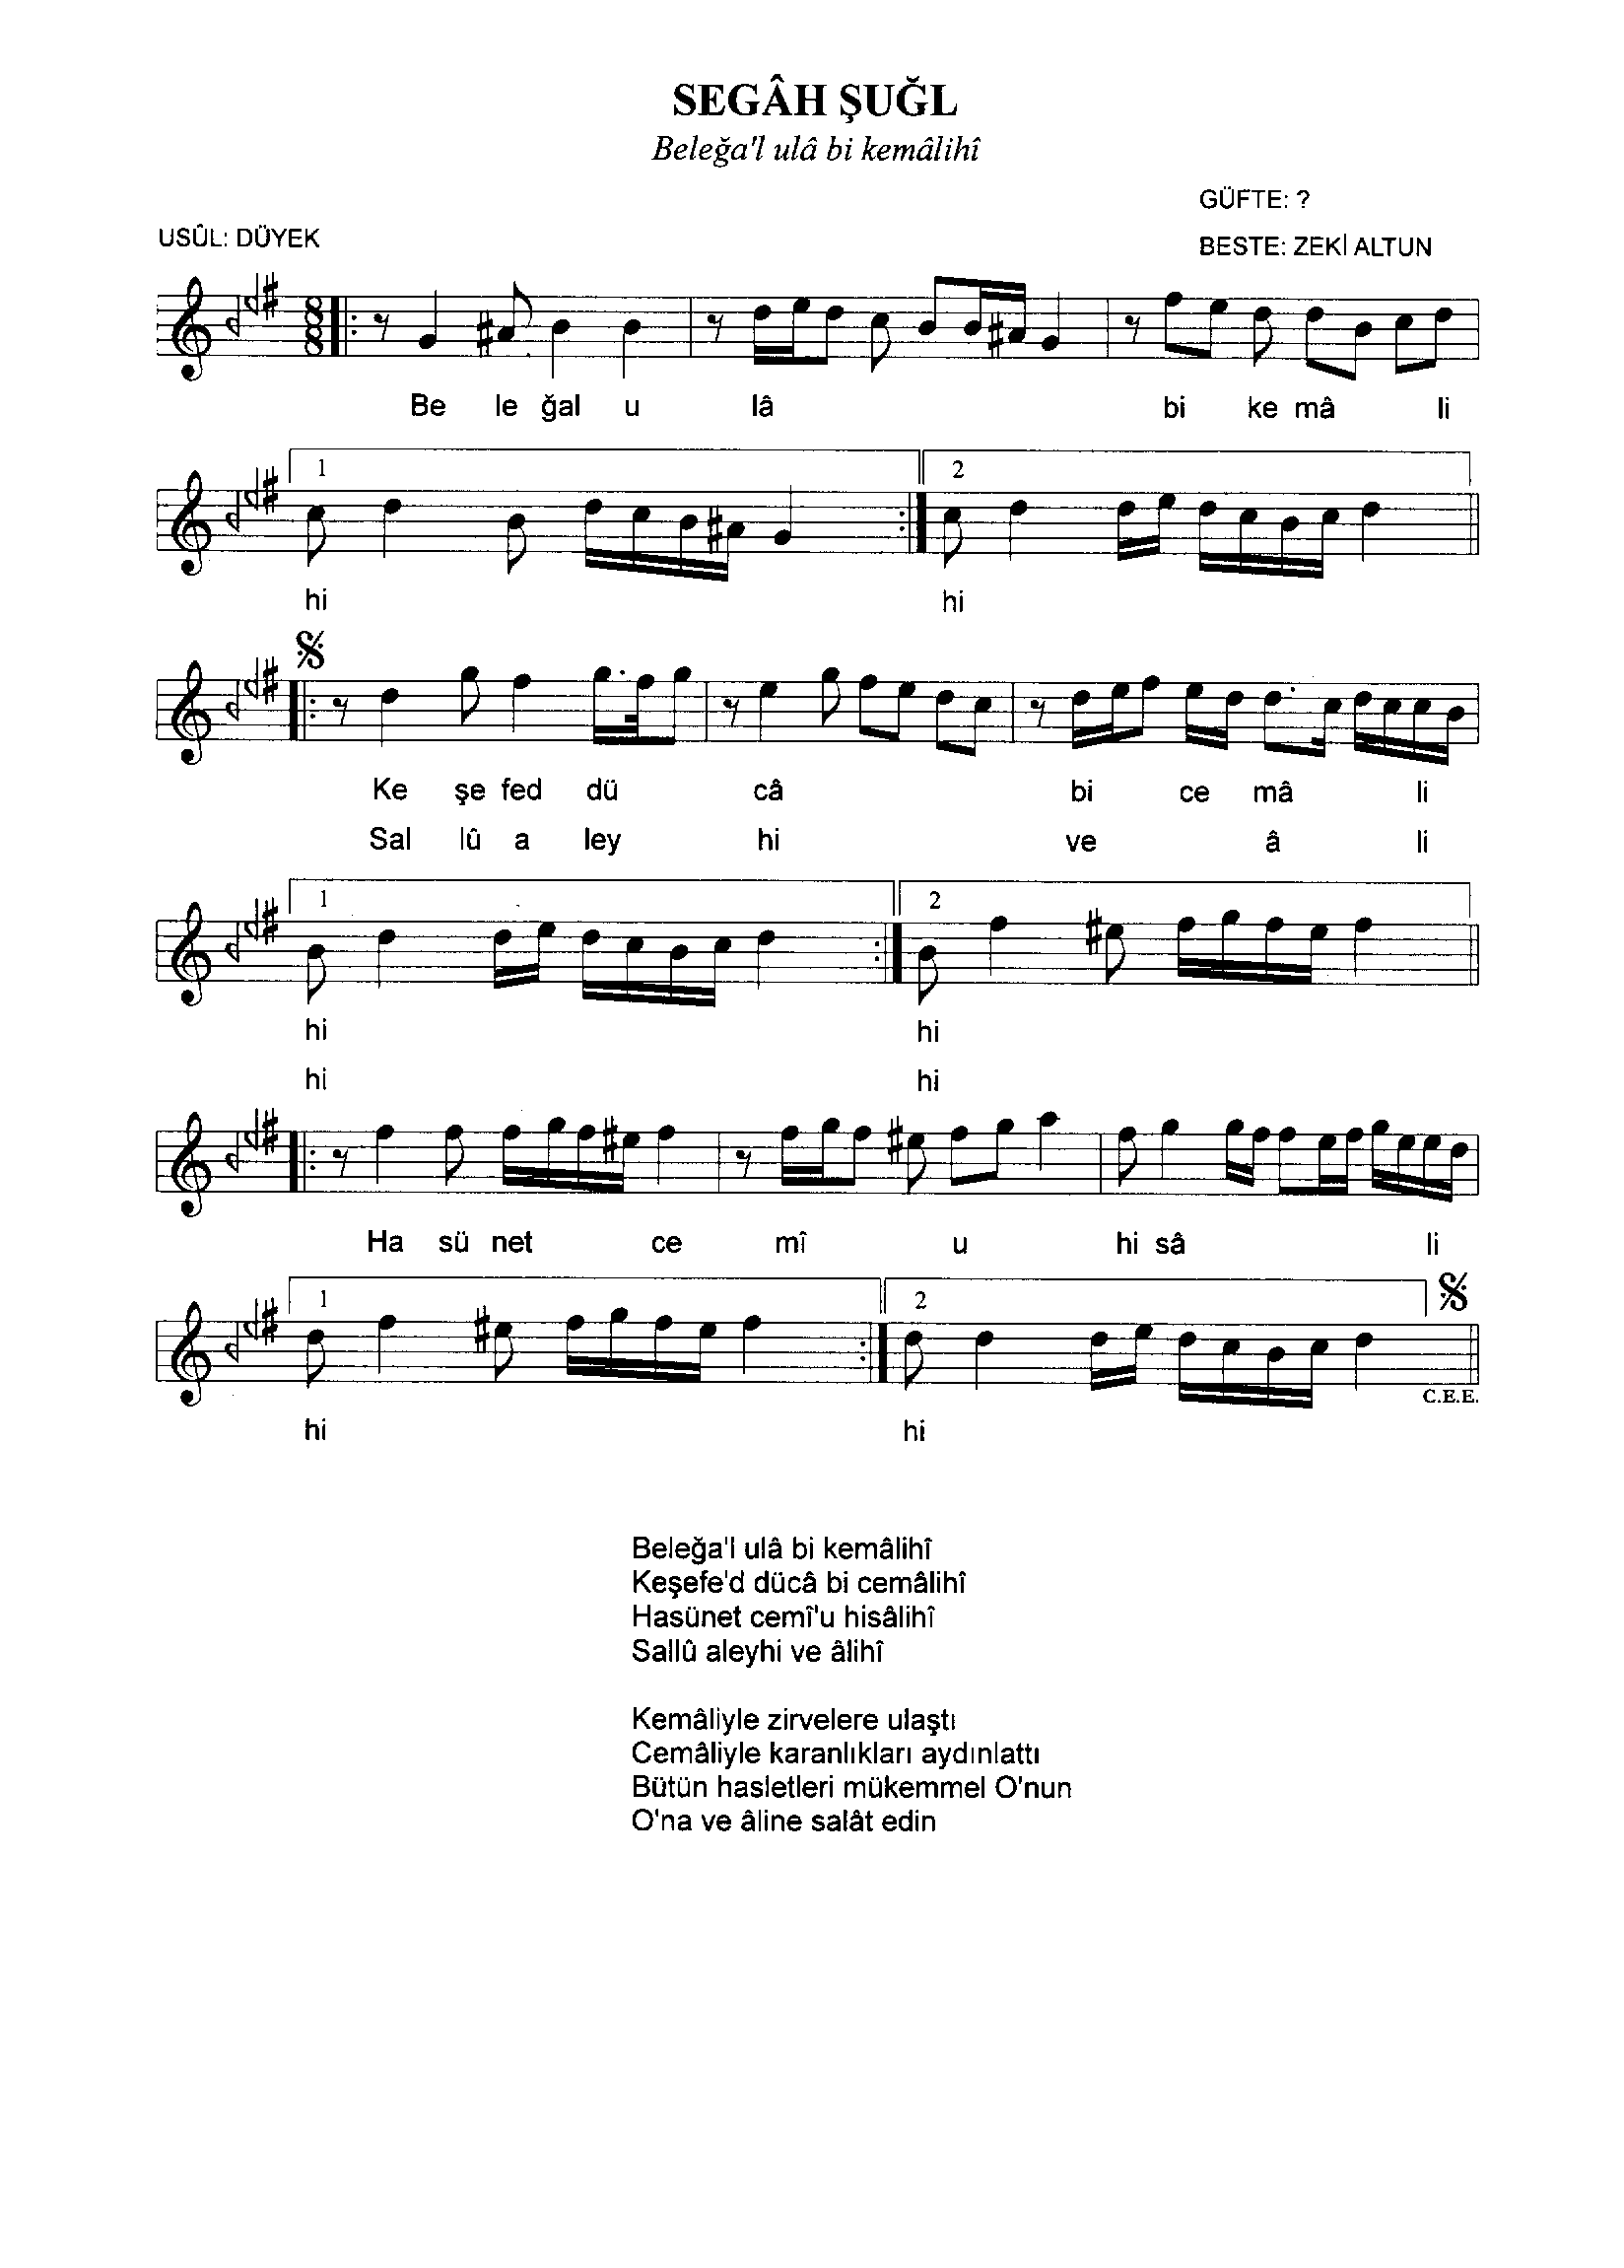 SEGÂH ŞUĞL
Beleğa'l ulâ bi kemâlihî
GÜFTE: ?
USÛL: DÜYEK
BESTE: ZEKİ ALTUN
8
8
8
Be le ğal u lâ bi ke mâ li
1 2
hi hi
Ke şe fed dü câ bi ce mâ li
Sal lû a ley hi ve â li
1 2
hi hi
hi hi
Ha sü net ce mî u hi sâ li
1 2
C.E.E.
hi hi
Beleğa'l ulâ bi kemâlihî
Keşefe'd dücâ bi cemâlihî
Hasünet cemî'u hisâlihî
Sallû aleyhi ve âlihî
Kemâliyle zirvelere ulaştı
Cemâliyle karanlıkları aydınlattı
Bütün hasletleri mükemmel O'nun
O'na ve âline salât edin